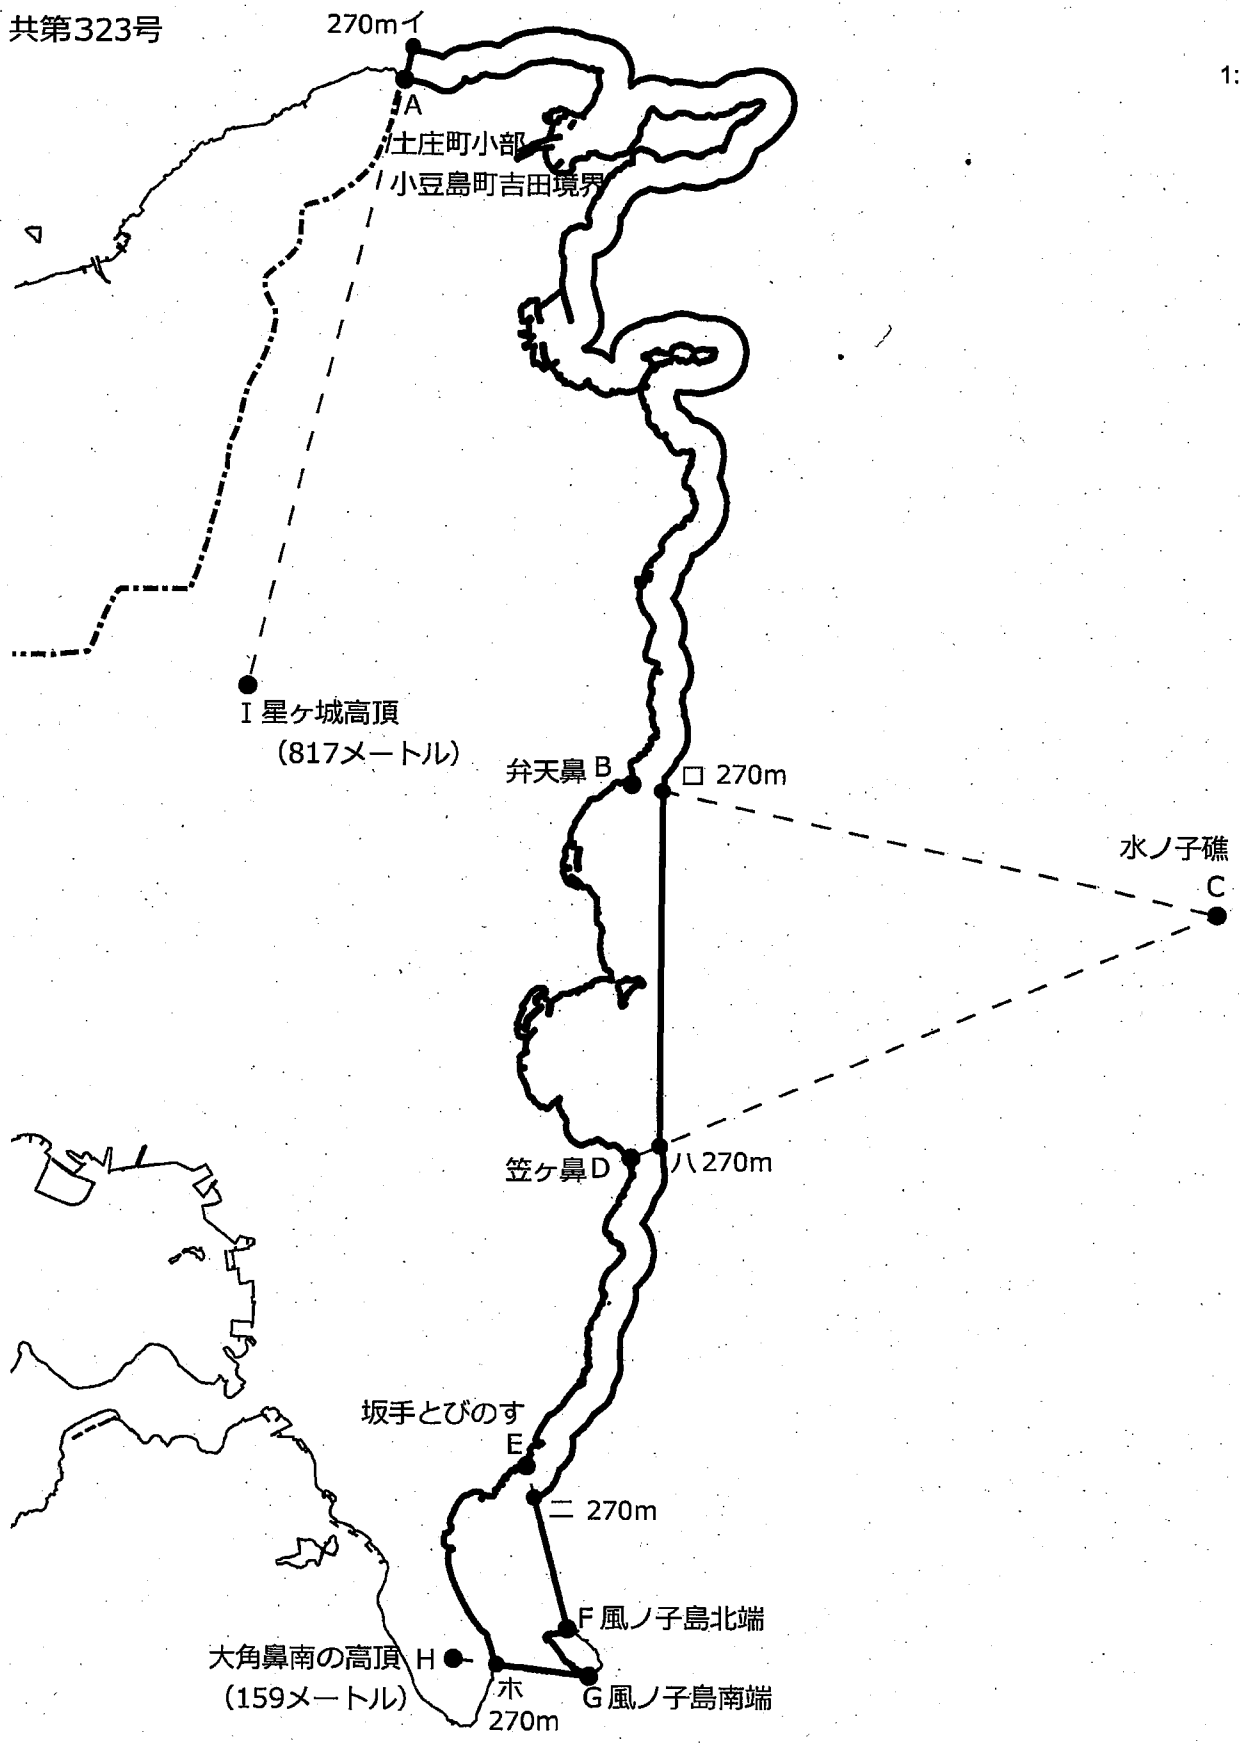 共第323号
270mイ
1:
A
土庄町小部
小豆島町吉田境界
I 星ヶ城高頂
（817メートル）
弁天鼻 B
ロ 270m
水ノ子礁
C
笠ヶ鼻 D
ハ 270m
坂手とびのす
E
ニ 270m
F 風ノ子島北端
大角鼻南の高頂 H
（159メートル）
ホ
270m
G 風ノ子島南端